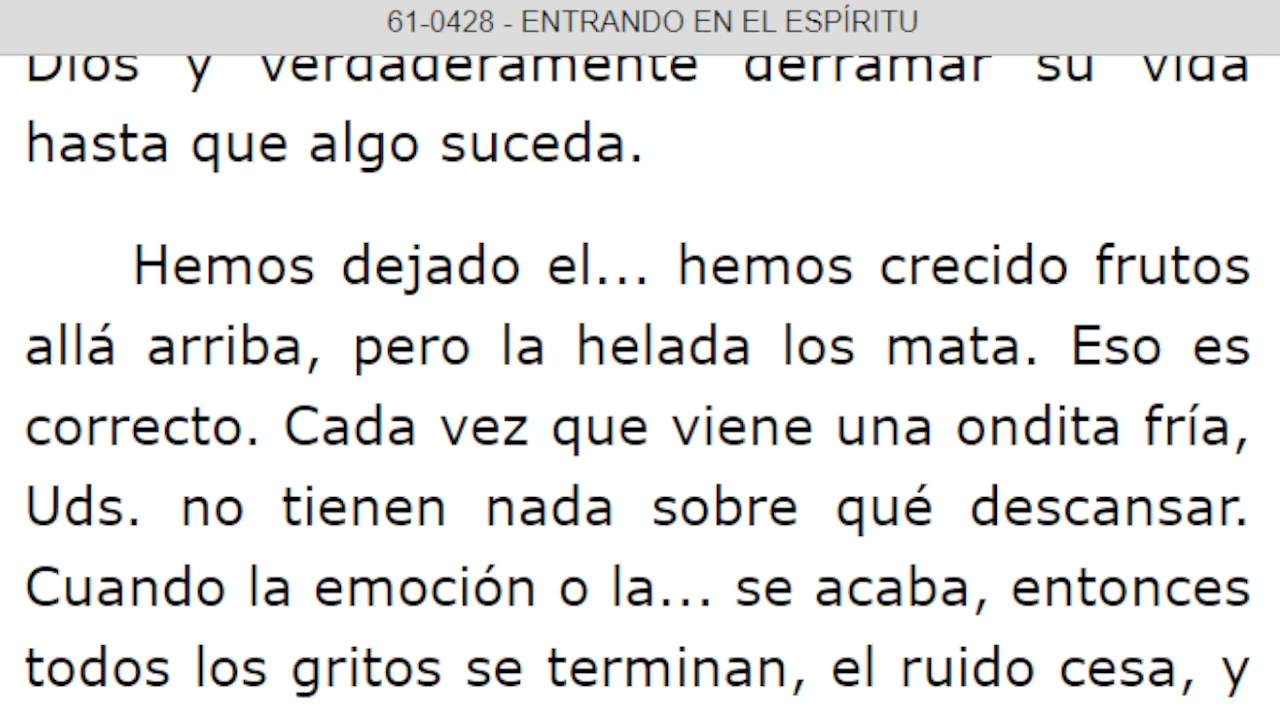 61-0428 - ENTRANDO EN EL ESPÍRITU
Dios y verdaderamente derramar su vida
hasta que algo suceda.
Hemos dejado el... hemos crecido frutos
allá arriba, pero la helada los mata. Eso es
correcto. Cada vez que viene una ondita fría,
Uds. no tienen nada sobre qué descansar.
Cuando la emoción o la... se acaba, entonces
todos los gritos se terminan, el ruido cesa, y